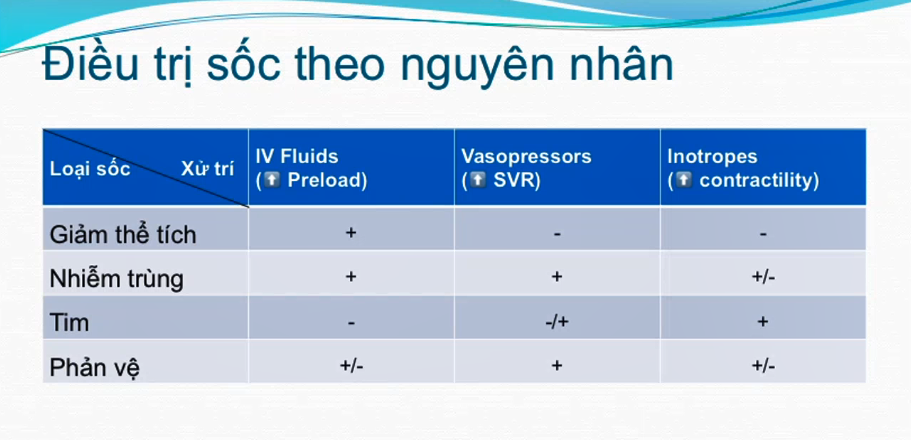 Điều trị sốc theo nguyên nhân
Loại sốc Xử trí
IV Fluids
(⬆ Preload)
Vasopressors
(⬆ SVR)
Inotropes
(⬆ contractility)
Giảm thể tích + - -
Nhiễm trùng + + +/-
Tim - -/+ +
Phản vệ +/- + +/-